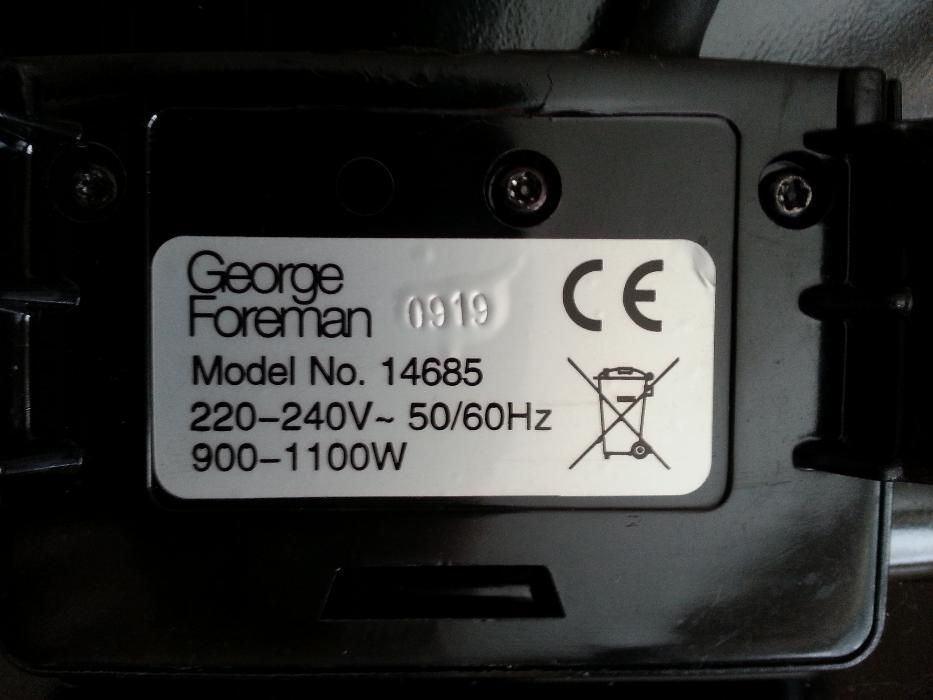 George
Foreman 0919
CE
Model No. 14685
220–240V~ 50/60Hz
900–1100W